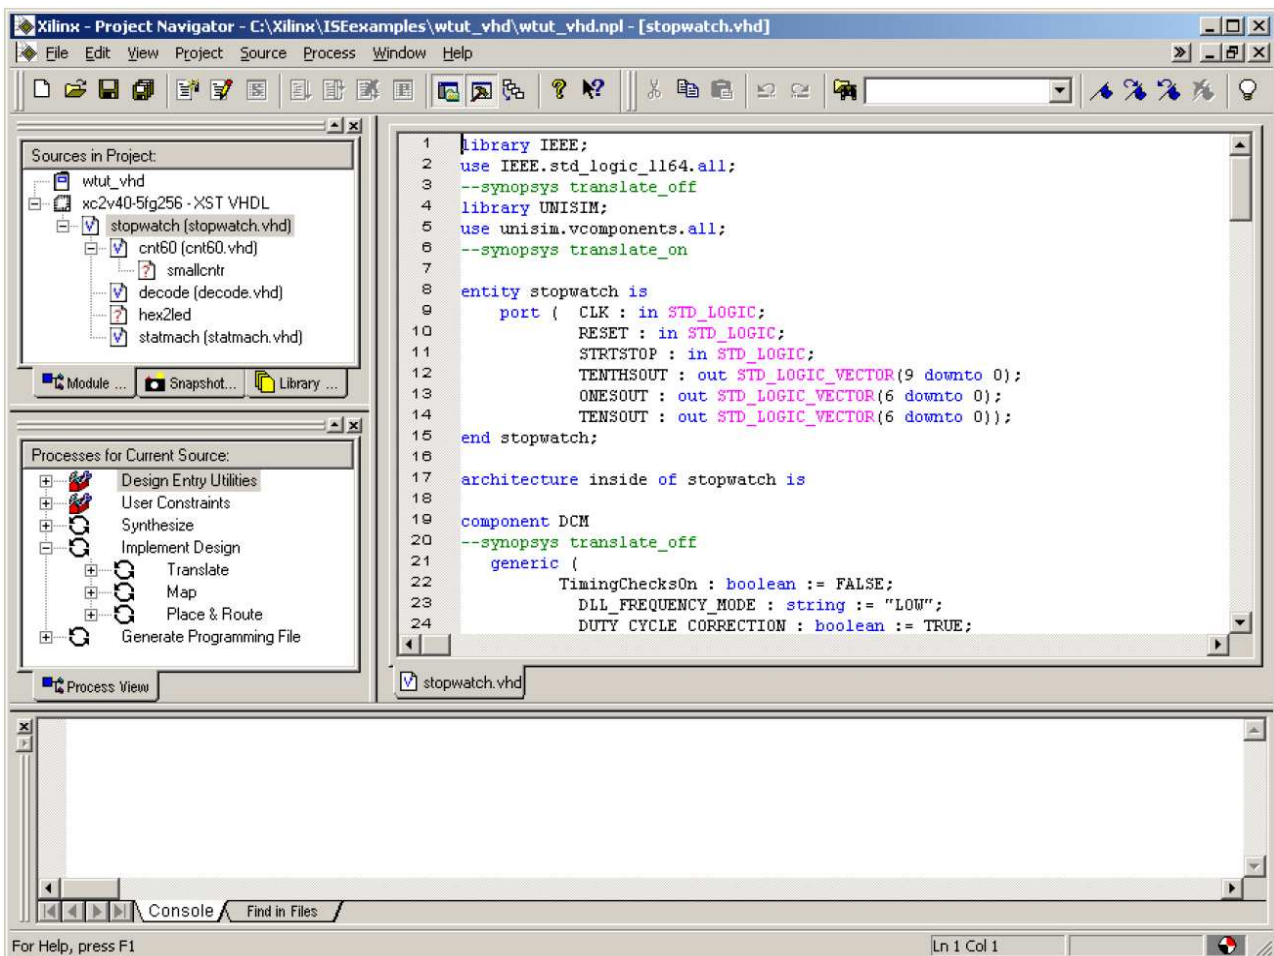 Xilinx - Project Navigator - C:\Xilinx\ISEexamples\wtut_vhd\wtut_vhd.npl - [stopwatch.vhd]
File Edit View Project Source Process Window Help
Sources in Project:
wtut_vhd
xc2v40-5fg256 - XST VHDL
stopwatch (stopwatch.vhd)
cnt60 (cnt60.vhd)
smallcntr
decode (decode.vhd)
hex2led
statmach (statmach.vhd)
Module ... Snapshot... Library ...
Processes for Current Source:
Design Entry Utilities
User Constraints
Synthesize
Implement Design
Translate
Map
Place & Route
Generate Programming File
Process View
1 library IEEE;
2 use IEEE.std_logic_1164.all;
3 --synopsys translate_off
4 library UNISIM;
5 use unisim.vcomponents.all;
6 --synopsys translate_on
7
8 entity stopwatch is
9 port ( CLK : in STD_LOGIC;
10 RESET : in STD_LOGIC;
11 STRTSTOP : in STD_LOGIC;
12 TENTHSOUT : out STD_LOGIC_VECTOR(9 downto 0);
13 ONESOUT : out STD_LOGIC_VECTOR(6 downto 0);
14 TENSOUT : out STD_LOGIC_VECTOR(6 downto 0));
15 end stopwatch;
16
17 architecture inside of stopwatch is
18
19 component DCM
20 --synopsys translate_off
21 generic (
22 TimingChecksOn : boolean := FALSE;
23 DLL_FREQUENCY_MODE : string := "LOW";
24 DUTY_CYCLE_CORRECTION : boolean := TRUE;
stopwatch.vhd
Console Find in Files
For Help, press F1 Ln 1 Col 1